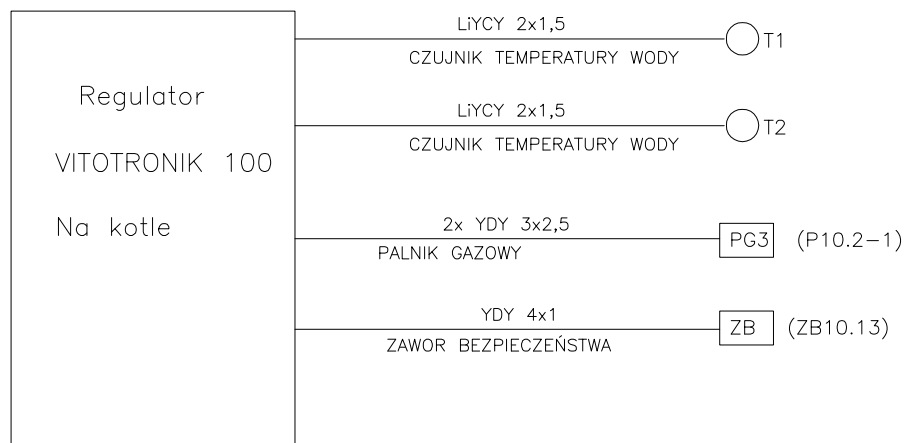 LiYCY 2x1,5
T1
CZUJNIK TEMPERATURY WODY
Regulator
LiYCY 2x1,5
T2
CZUJNIK TEMPERATURY WODY
VITOTRONIK 100
Na kotle
2x YDY 3x2,5
PG3 (P10.2-1)
PALNIK GAZOWY
YDY 4x1
ZB (ZB10.13)
ZAWOR BEZPIECZEŃSTWA